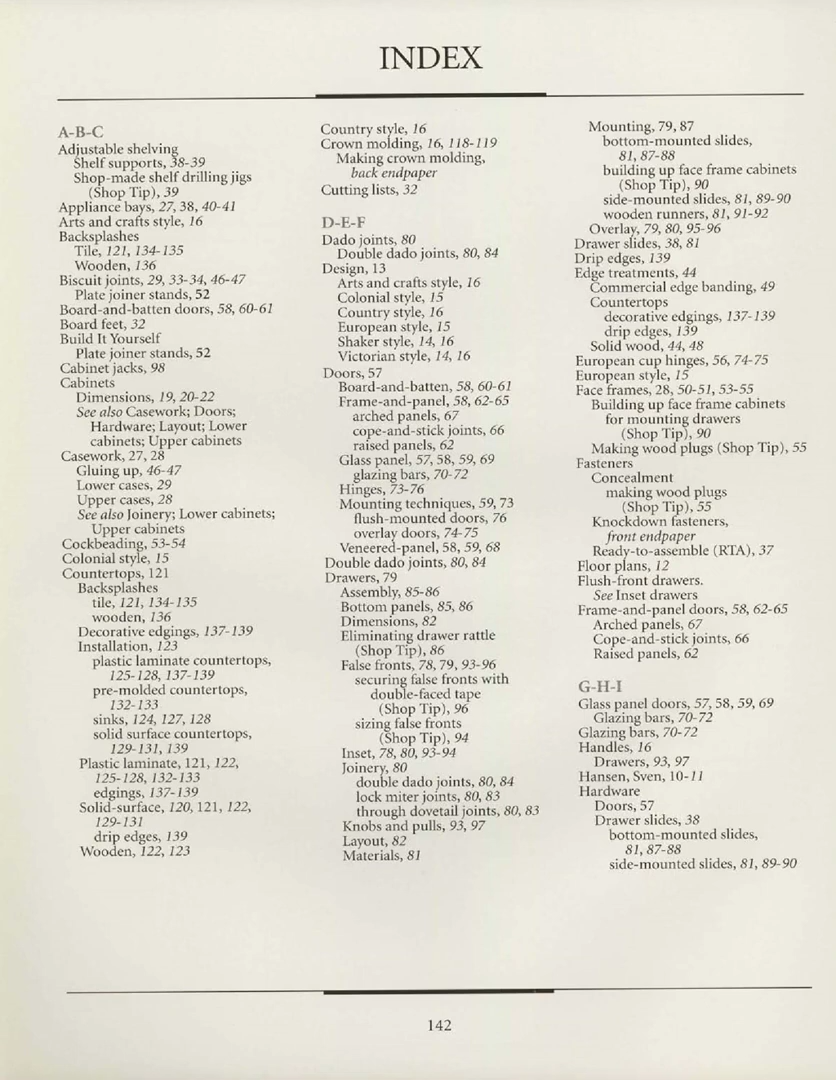 INDEX
A-B-C
Adjustable shelving
Shelf supports, 38-39
Shop-made shelf drilling jigs
(Shop Tip), 39
Appliance bays, 27, 38, 40-41
Arts and crafts style, 16
Backsplashes
Tile, 121, 134-135
Wooden, 136
Biscuit joints, 29, 33-34, 46-47
Plate joiner stands, 52
Board-and-batten doors, 58, 60-61
Board feet, 32
Build It Yourself
Plate joiner stands, 52
Cabinet jacks, 98
Cabinets
Dimensions, 19, 20-22
See also Casework; Doors;
Hardware; Layout; Lower
cabinets; Upper cabinets
Casework, 27, 28
Gluing up, 46-47
Lower cases, 29
Upper cases, 28
See also Joinery; Lower cabinets;
Upper cabinets
Cockbeading, 53-54
Colonial style, 15
Countertops, 121
Backsplashes
tile, 121, 134-135
wooden, 136
Decorative edgings, 137-139
Installation, 123
plastic laminate countertops,
125-128, 137-139
pre-molded countertops,
132-133
sinks, 124, 127, 128
solid surface countertops,
129-131, 139
Plastic laminate, 121, 122,
125-128, 132-133
edgings, 137-139
Solid-surface, 120, 121, 122,
129-131
drip edges, 139
Wooden, 122, 123
Country style, 16
Crown molding, 16, 118-119
Making crown molding,
back endpaper
Cutting lists, 32
D-E-F
Dado joints, 80
Double dado joints, 80, 84
Design, 13
Arts and crafts style, 16
Colonial style, 15
Country style, 16
European style, 15
Shaker style, 14, 16
Victorian style, 14, 16
Doors, 57
Board-and-batten, 58, 60-61
Frame-and-panel, 58, 62-65
arched panels, 67
cope-and-stick joints, 66
raised panels, 62
Glass panel, 57, 58, 59, 69
glazing bars, 70-72
Hinges, 73-76
Mounting techniques, 59, 73
flush-mounted doors, 76
overlay doors, 74-75
Veneered-panel, 58, 59, 68
Double dado joints, 80, 84
Drawers, 79
Assembly, 85-86
Bottom panels, 85, 86
Dimensions, 82
Eliminating drawer rattle
(Shop Tip), 86
False fronts, 78, 79, 93-96
securing false fronts with
double-faced tape
(Shop Tip), 96
sizing false fronts
(Shop Tip), 94
Inset, 78, 80, 93-94
Joinery, 80
double dado joints, 80, 84
lock miter joints, 80, 83
through dovetail joints, 80, 83
Knobs and pulls, 93, 97
Layout, 82
Materials, 81
Mounting, 79, 87
bottom-mounted slides,
81, 87-88
building up face frame cabinets
(Shop Tip), 90
side-mounted slides, 81, 89-90
wooden runners, 81, 91-92
Overlay, 79, 80, 95-96
Drawer slides, 38, 81
Drip edges, 139
Edge treatments, 44
Commercial edge banding, 49
Countertops
decorative edgings, 137-139
drip edges, 139
Solid wood, 44, 48
European cup hinges, 56, 74-75
European style, 15
Face frames, 28, 50-51, 53-55
Building up face frame cabinets
for mounting drawers
(Shop Tip), 90
Making wood plugs (Shop Tip), 55
Fasteners
Concealment
making wood plugs
(Shop Tip), 55
Knockdown fasteners,
front endpaper
Ready-to-assemble (RTA), 37
Floor plans, 12
Flush-front drawers.
See Inset drawers
Frame-and-panel doors, 58, 62-65
Arched panels, 67
Cope-and-stick joints, 66
Raised panels, 62
G-H-I
Glass panel doors, 57, 58, 59, 69
Glazing bars, 70-72
Glazing bars, 70-72
Handles, 16
Drawers, 93, 97
Hansen, Sven, 10-11
Hardware
Doors, 57
Drawer slides, 38
bottom-mounted slides,
81, 87-88
side-mounted slides, 81, 89-90
142